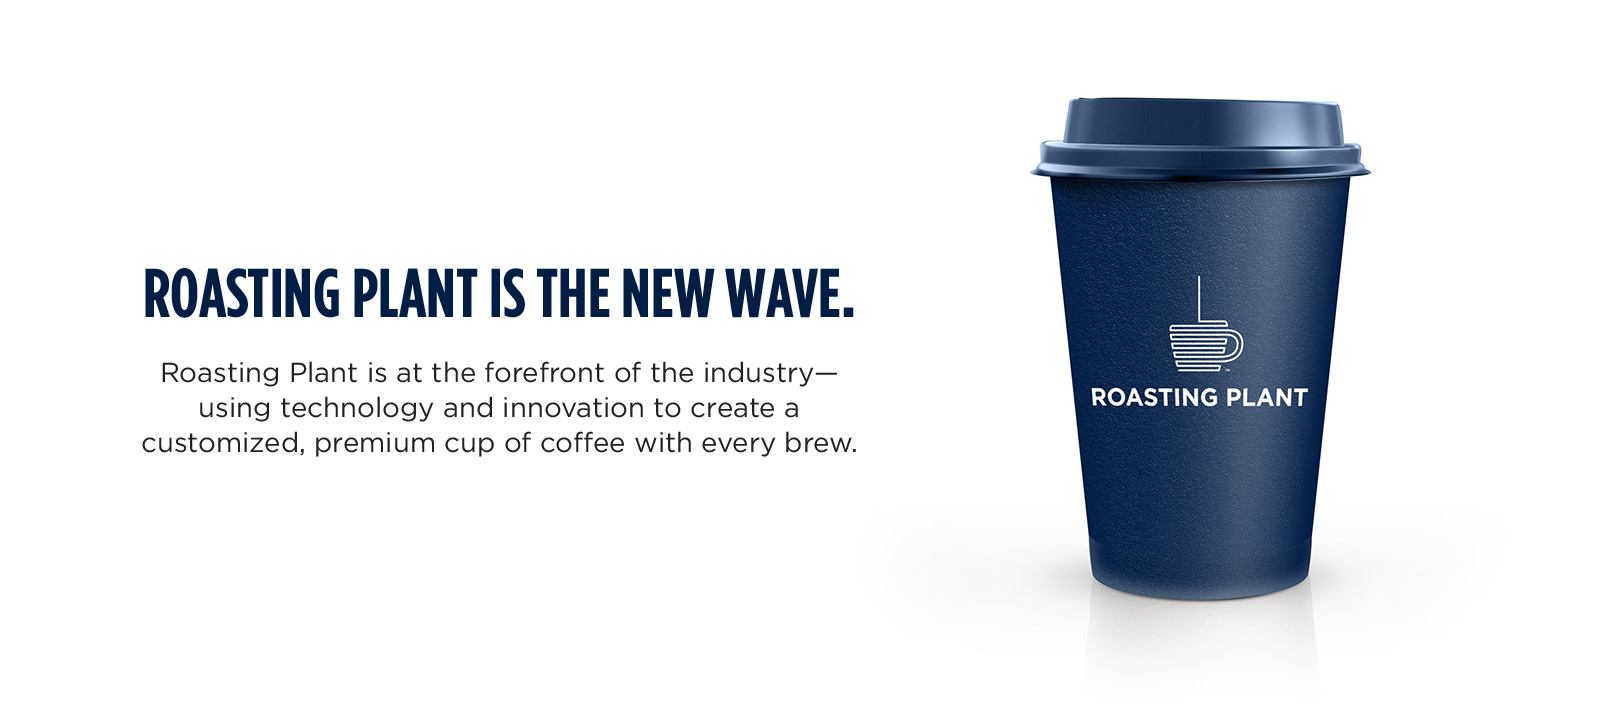 ROASTING PLANT IS THE NEW WAVE.
Roasting Plant is at the forefront of the industry—
using technology and innovation to create a
customized, premium cup of coffee with every brew.
™
ROASTING PLANT